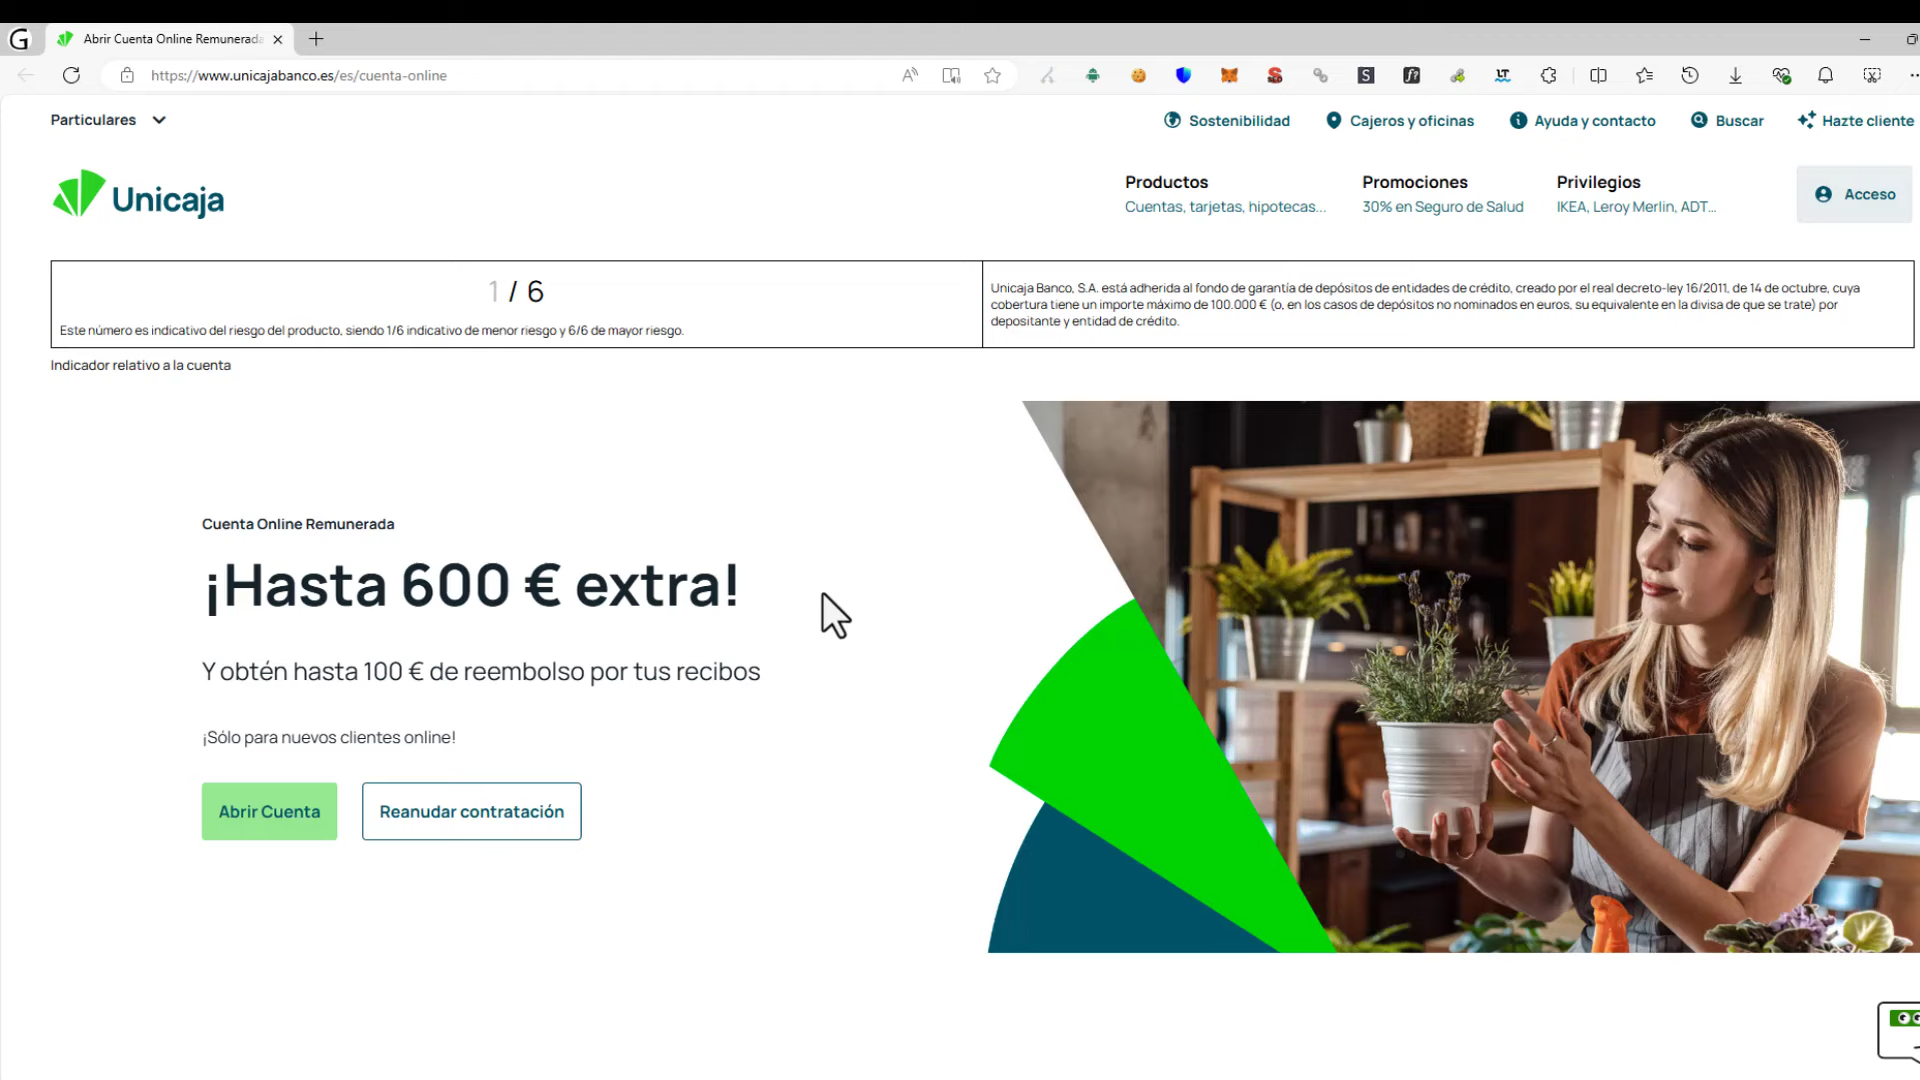 Abrir Cuenta Online Remunerada
https://www.unicajabanco.es/es/cuenta-online
Particulares
Sostenibilidad
Cajeros y oficinas
Ayuda y contacto
Buscar
Hazte cliente
Unicaja
Productos
Cuentas, tarjetas, hipotecas...
Promociones
30% en Seguro de Salud
Privilegios
IKEA, Leroy Merlin, ADT...
Acceso
1 / 6
Este número es indicativo del riesgo del producto, siendo 1/6 indicativo de menor riesgo y 6/6 de mayor riesgo.
Unicaja Banco, S.A. está adherida al fondo de garantía de depósitos de entidades de crédito, creado por el real decreto-ley 16/2011, de 14 de octubre, cuya
cobertura tiene un importe máximo de 100.000 € (o, en los casos de depósitos no nominados en euros, su equivalente en la divisa de que se trate) por
depositante y entidad de crédito.
Indicador relativo a la cuenta
Cuenta Online Remunerada
¡Hasta 600 € extra!
Y obtén hasta 100 € de reembolso por tus recibos
¡Sólo para nuevos clientes online!
Abrir Cuenta
Reanudar contratación